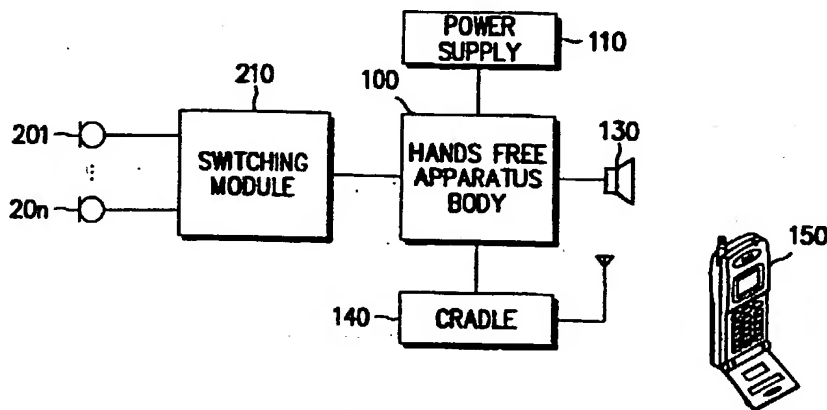 POWER
SUPPLY
110
210
100
130
201
SWITCHING
MODULE
HANDS FREE
APPARATUS
BODY
20n
150
140
CRADLE